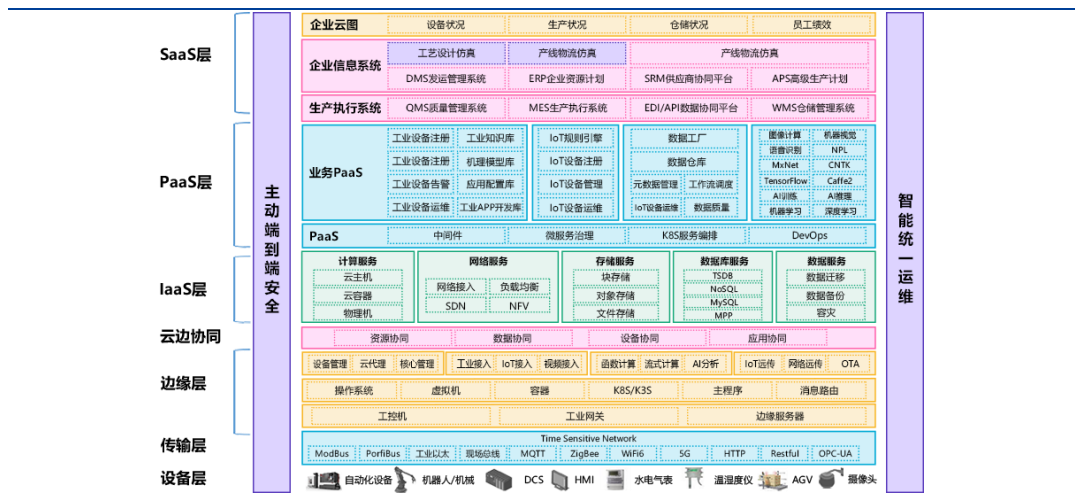 SaaS层
PaaS层
IaaS层
云边协同
边缘层
传输层
设备层
主动端到端安全
智能统一运维
企业云图 设备状况 生产状况 仓储状况 员工绩效
企业信息系统
工艺设计仿真 产线物流仿真 产线物流仿真
DMS发运管理系统 ERP企业资源计划 SRM供应商协同平台 APS高级生产计划
生产执行系统 QMS质量管理系统 MES生产执行系统 EDI/API数据协同平台 WMS仓储管理系统
业务PaaS
工业设备注册 工业知识库
工业设备注册 机理模型库
工业设备告警 应用配置库
工业设备运维 工业APP开发库
IoT规则引擎
IoT设备注册
IoT设备管理
IoT设备运维
数据工厂
数据仓库
元数据管理 工作流调度
IoT设备运维 数据质量
图像计算 机器视觉
语音识别 NPL
MxNet CNTK
TensorFlow Caffe2
AI训练 AI推理
机器学习 深度学习
PaaS 中间件 微服务治理 K8S服务编排 DevOps
计算服务
云主机
云容器
物理机
网络服务
网络接入 负载均衡
SDN NFV
存储服务
块存储
对象存储
文件存储
数据库服务
TSDB
NoSQL
MySQL
MPP
数据服务
数据迁移
数据备份
容灾
资源协同 数据协同 设备协同 应用协同
设备管理 云代理 核心管理 工业接入 IoT接入 视频接入 函数计算 流式计算 AI分析 IoT远传 网络远传 OTA
操作系统 虚拟机 容器 K8S/K3S 主程序 消息路由
工控机 工业网关 边缘服务器
Time Sensitive Network
ModBus PorfiBus 工业以太 现场总线 MQTT ZigBee WiFi6 5G HTTP Restful OPC-UA
自动化设备 机器人/机械 DCS HMI 水电气表 温湿度仪 AGV 摄像头